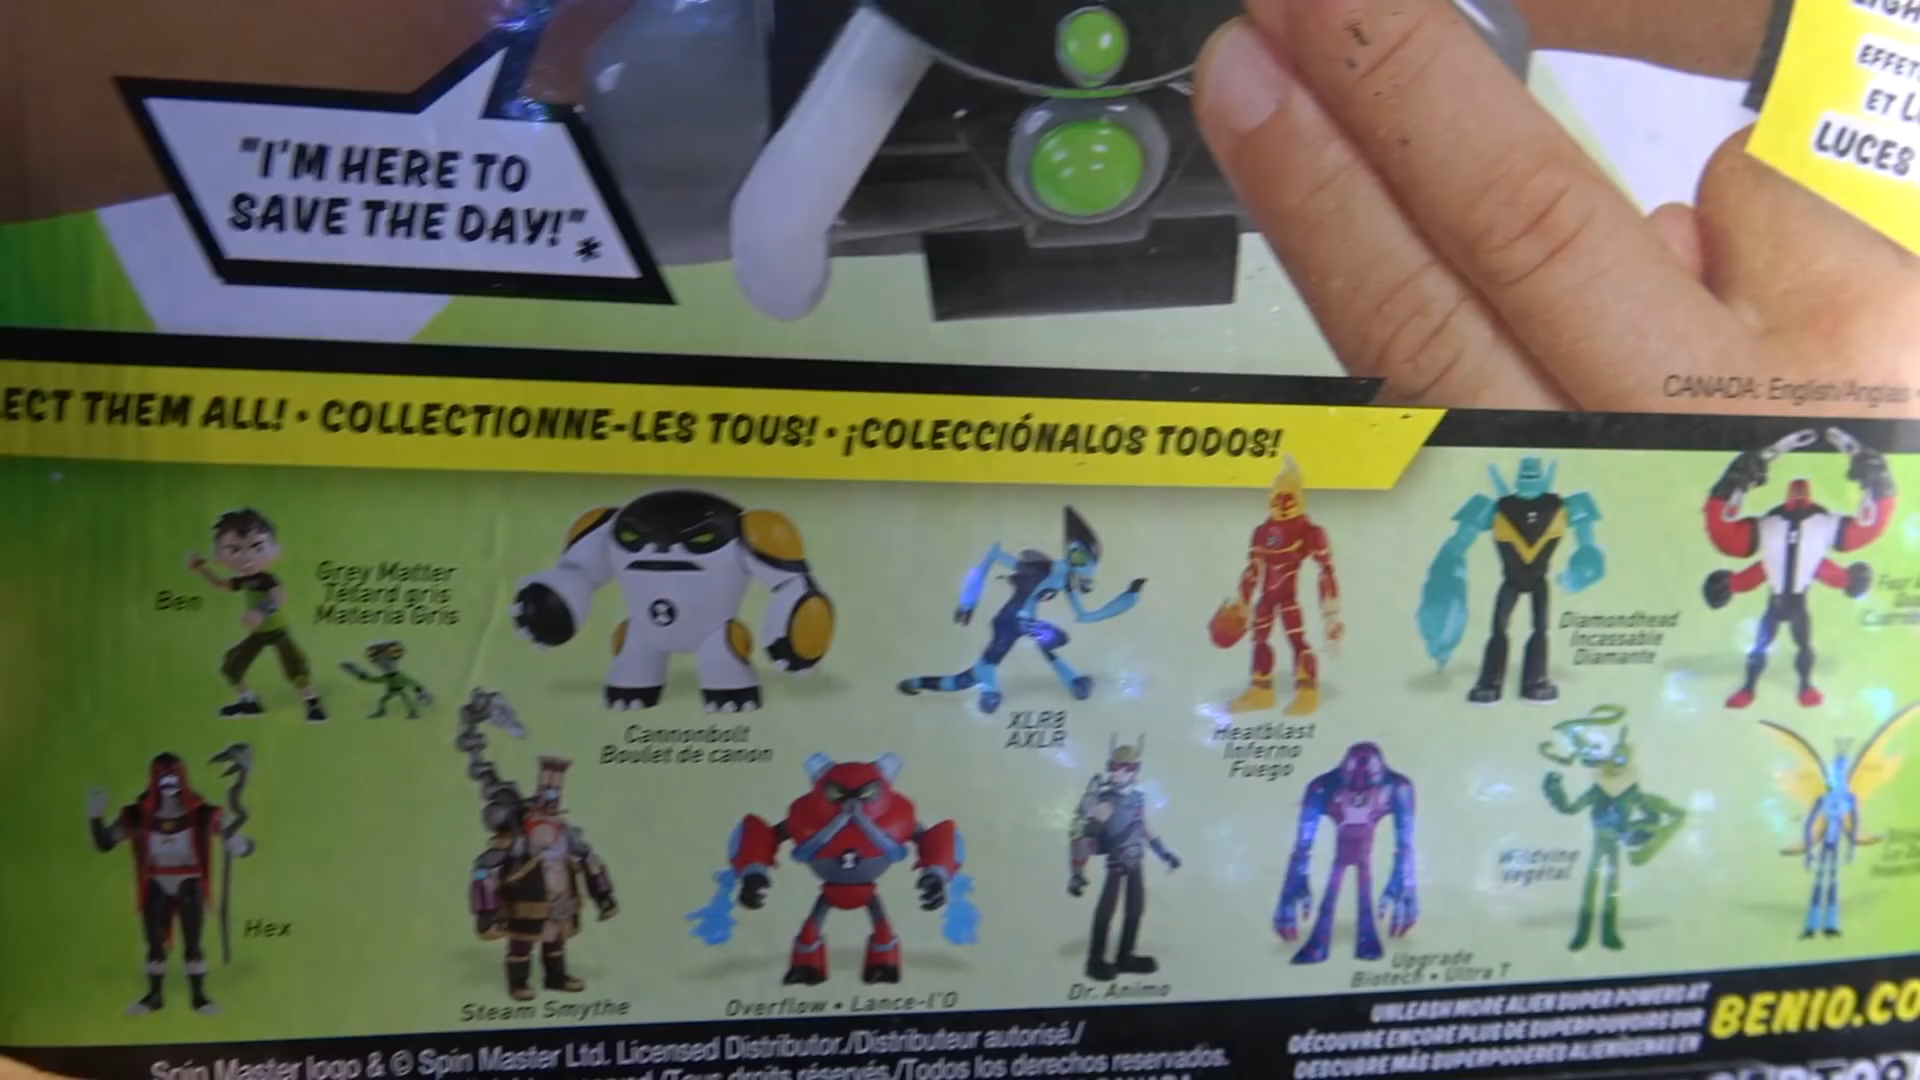 "I'M HERE TO
SAVE THE DAY!"*
EFFET
ET L
LUCES
CANADA: English/Anglais
ECT THEM ALL! • COLLECTIONNE-LES TOUS! • ¡COLECCIÓNALOS TODOS!
Ben
Grey Matter
Têtard gris
Materia Gris
Cannonbolt
Boulet de canon
XLR8
AXLR
Heatblast
Inferno
Fuego
Diamondhead
Incassable
Diamante
Hex
Steam Smythe
Overflow • Lance-l'O
Dr. Animo
Upgrade
Biotech • Ultra T
Wildvine
Végétal
UNLEASH MORE ALIEN SUPER POWERS AT
DÉCOUVRE ENCORE PLUS DE SUPERPOUVOIRS SUR
DESCUBRE MÁS SUPERPODERES ALIENÍGENAS EN
BEN10.CO
Spin Master logo & © Spin Master Ltd. Licensed Distributor./Distributeur autorisé./
/Tous droits réservés./Todos los derechos reservados.